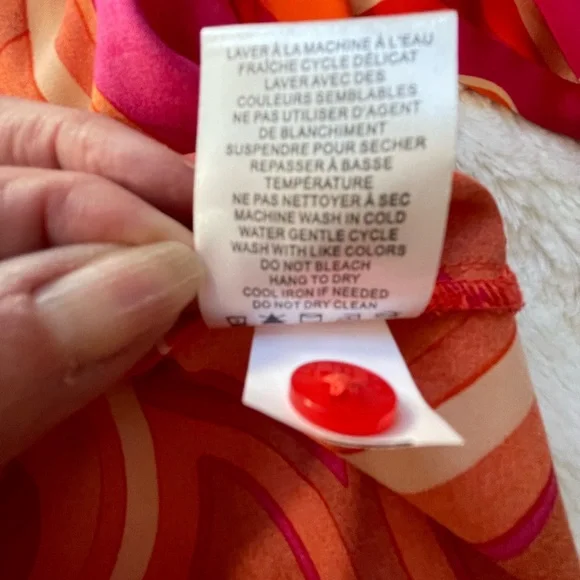 LAVER À LA MACHINE À L'EAU
FRAÎCHE CYCLE DÉLICAT
LAVER AVEC DES
COULEURS SEMBLABLES
NE PAS UTILISER D'AGENT
DE BLANCHIMENT
SUSPENDRE POUR SECHER
REPASSER À BASSE
TEMPÉRATURE
NE PAS NETTOYER À SEC
MACHINE WASH IN COLD
WATER GENTLE CYCLE
WASH WITH LIKE COLORS
DO NOT BLEACH
HANG TO DRY
COOL IRON IF NEEDED
DO NOT DRY CLEAN